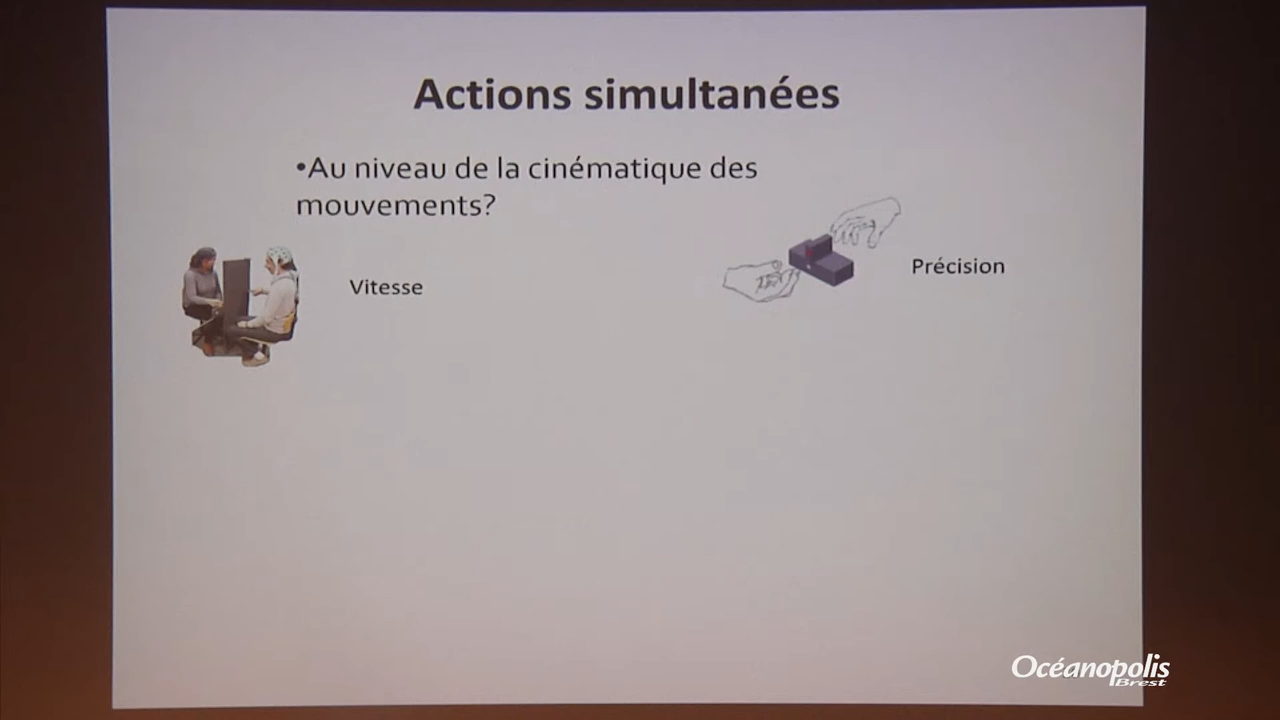 Actions simultanées
•Au niveau de la cinématique des
mouvements?
Vitesse
Précision
Océanopolis
Brest